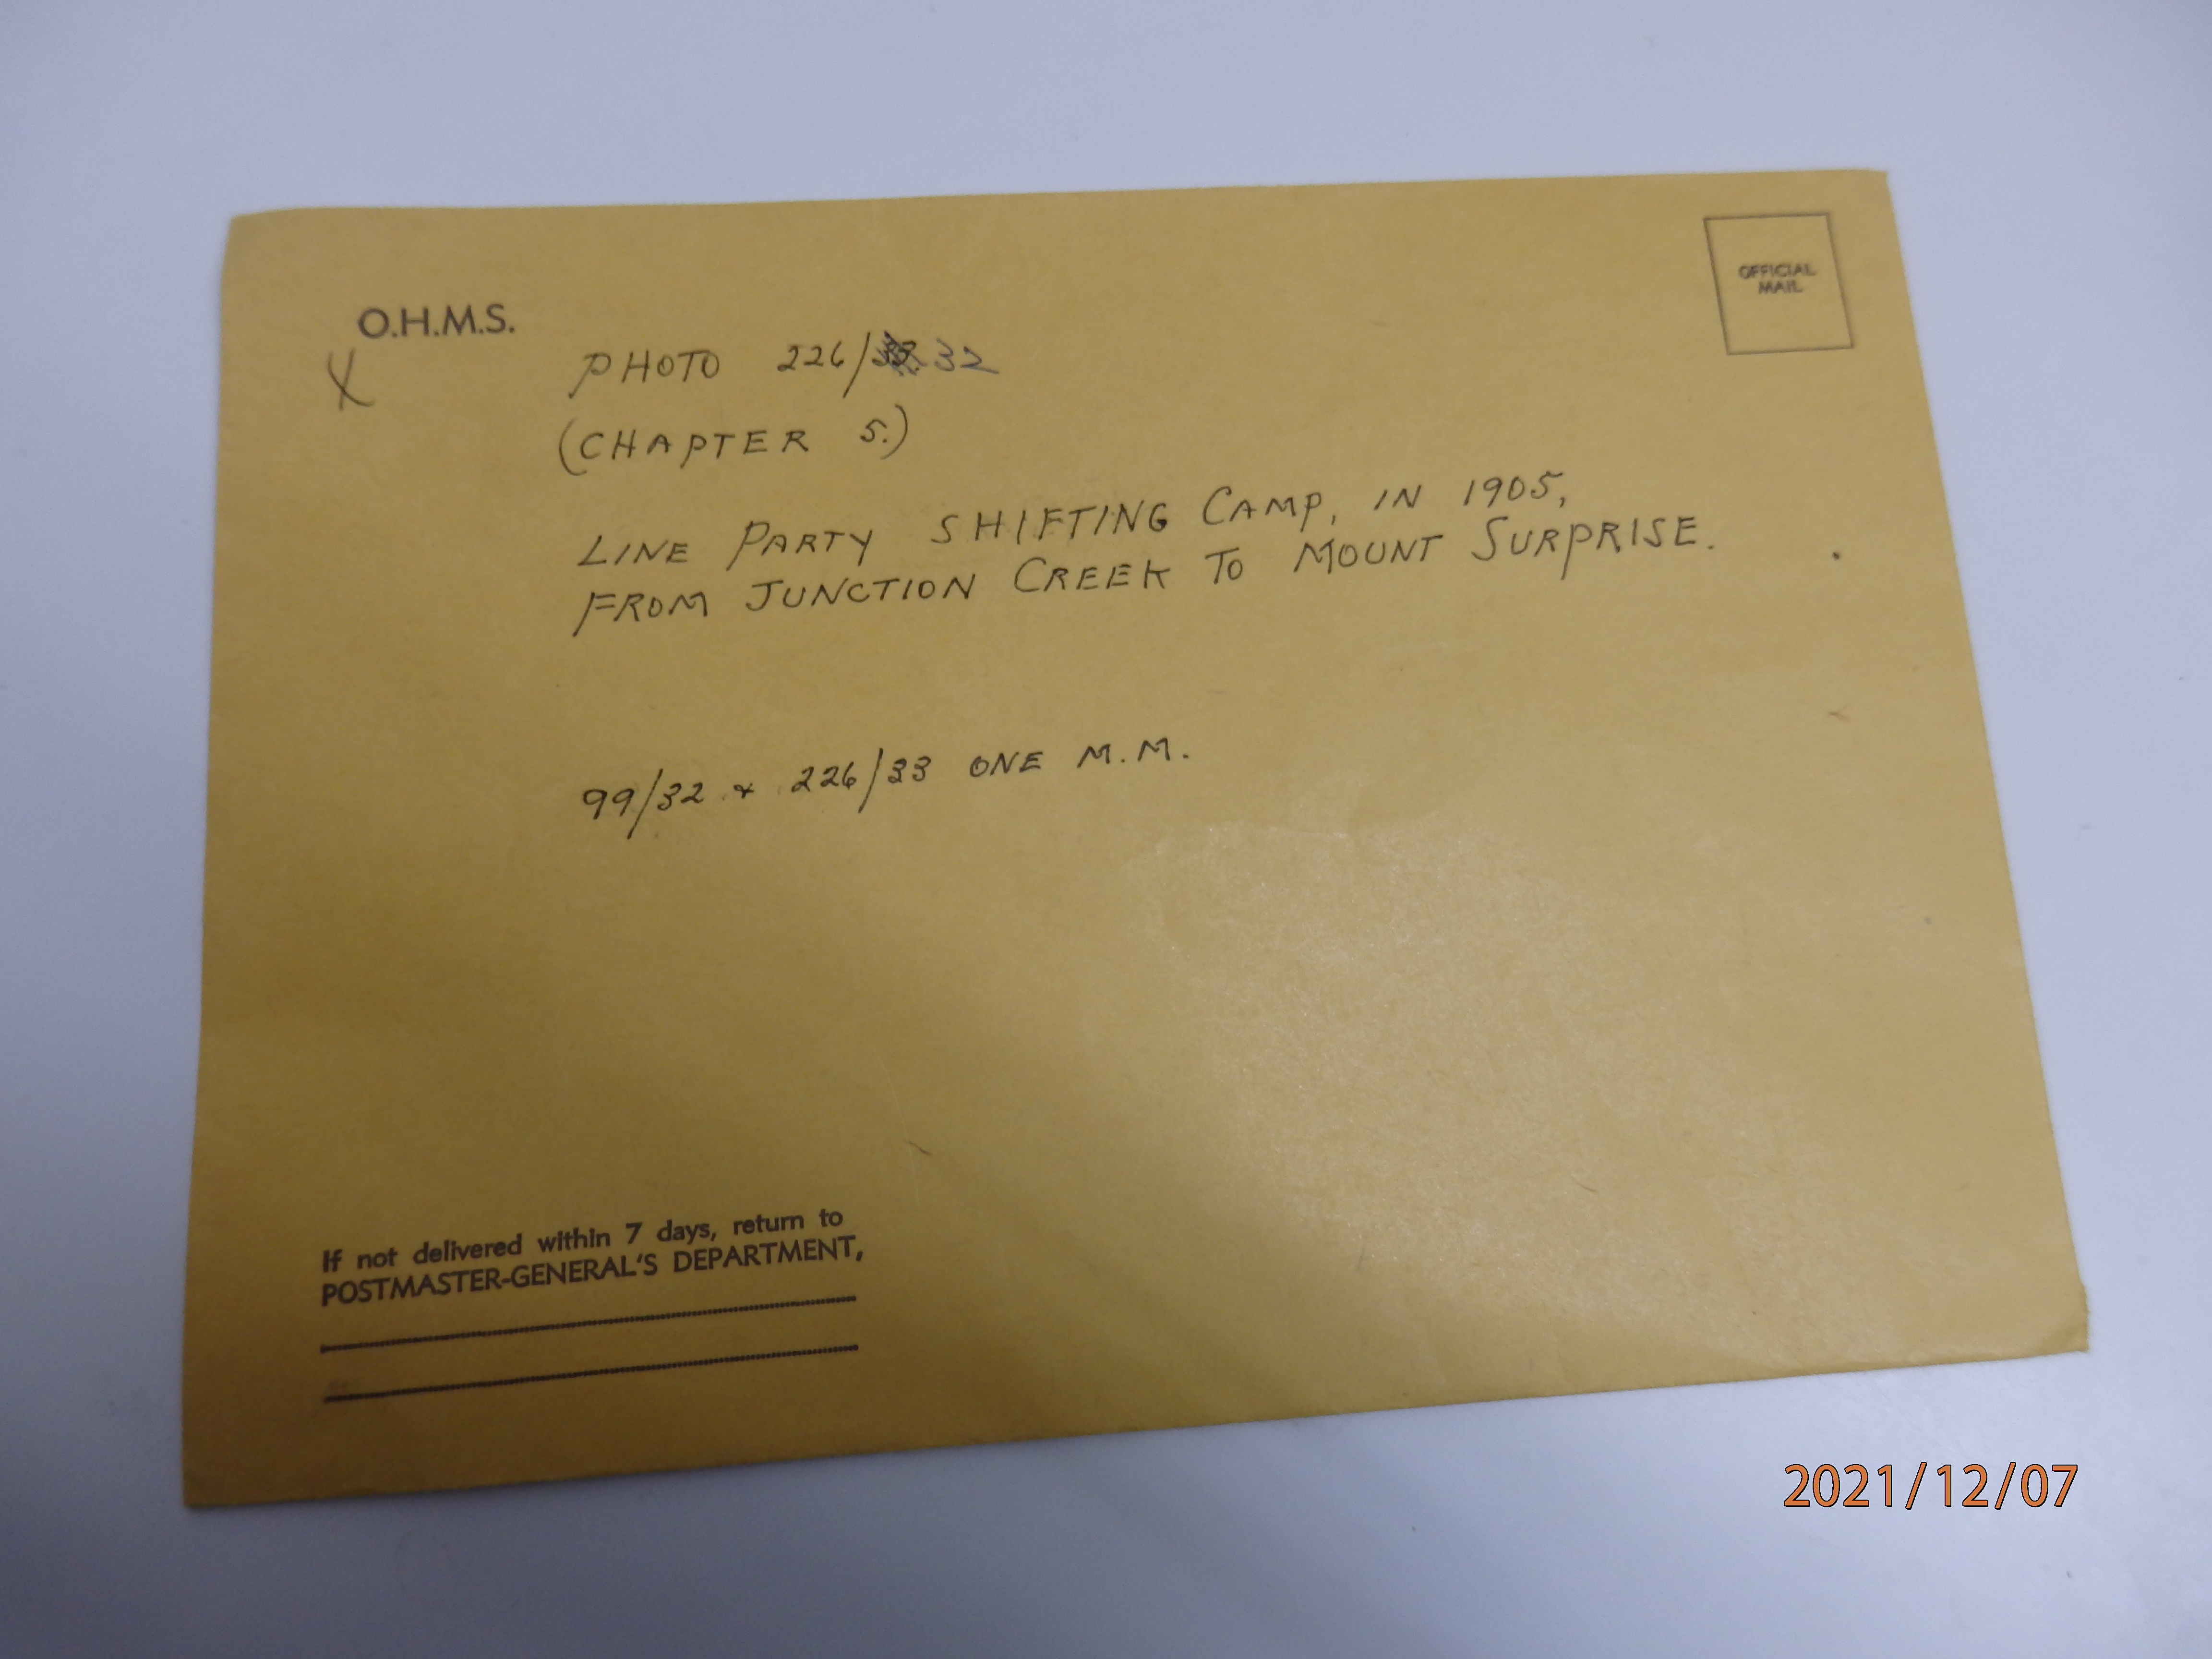 O.H.M.S.
OFFICIAL
MAIL
X
PHOTO 226/ 32
(CHAPTER 5.)
LINE PARTY SHIFTING CAMP, IN 1905,
FROM JUNCTION CREEK TO MOUNT SURPRISE.
99/32 & 226/33 ONE M.M.
If not delivered within 7 days, return to
POSTMASTER-GENERAL'S DEPARTMENT,
2021/12/07